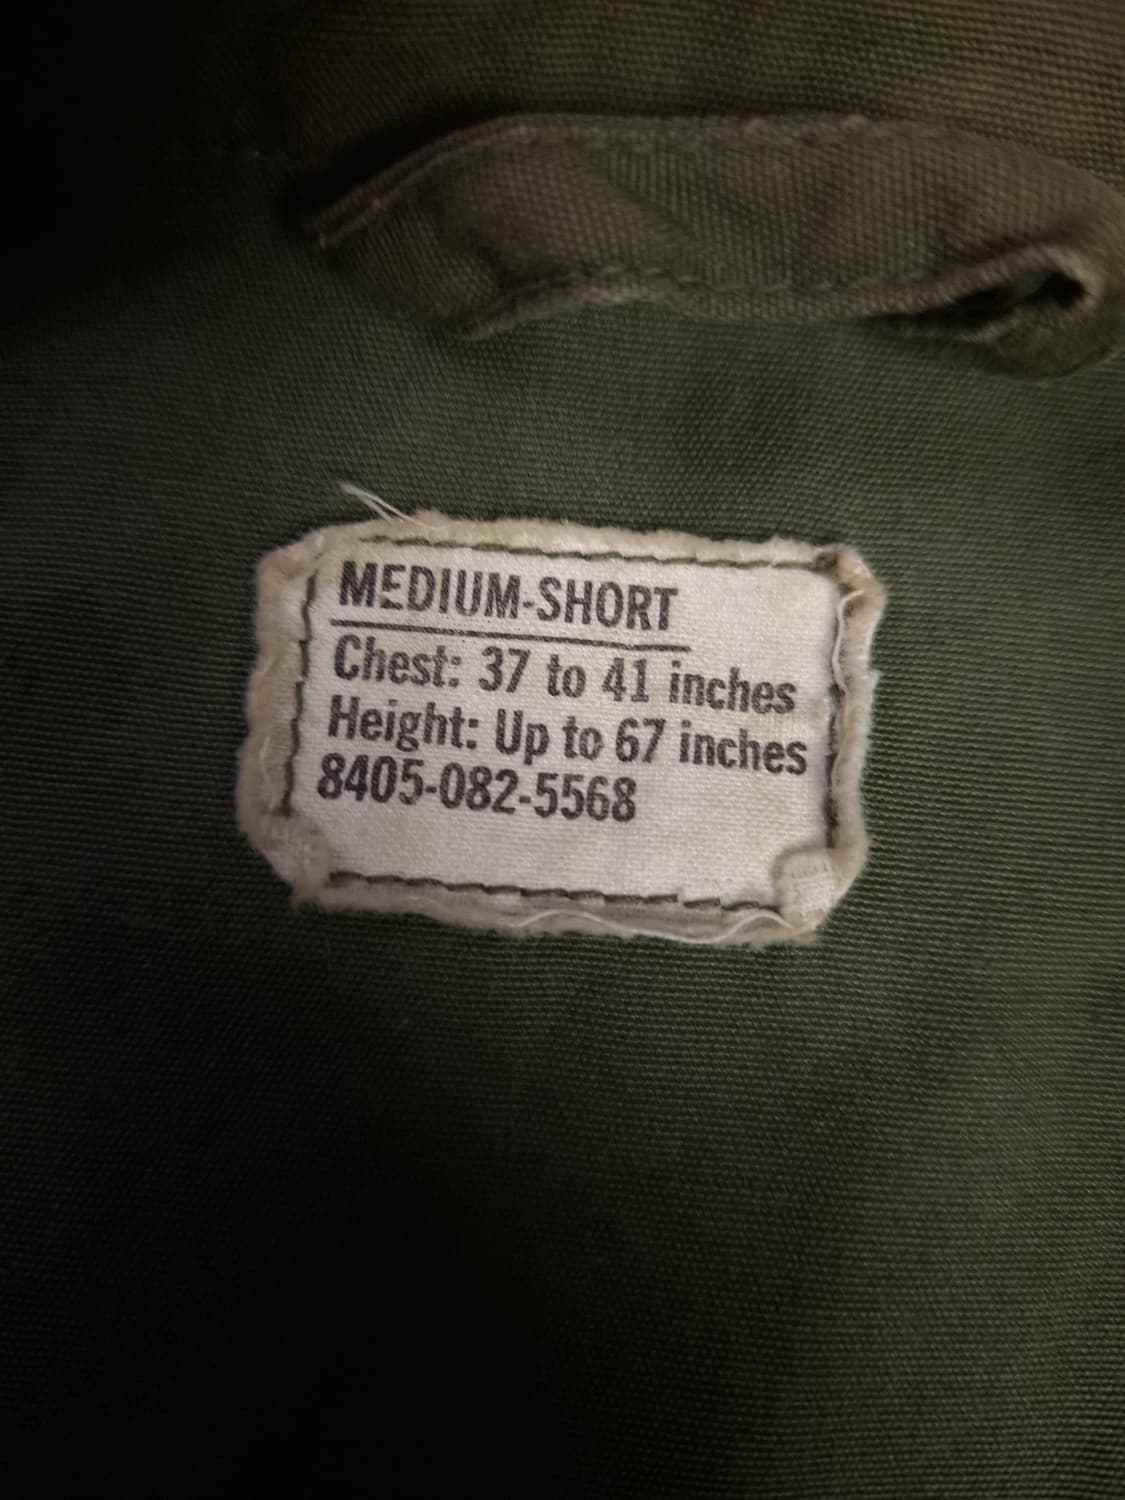 MEDIUM-SHORT
Chest: 37 to 41 inches
Height: Up to 67 inches
8405-082-5568